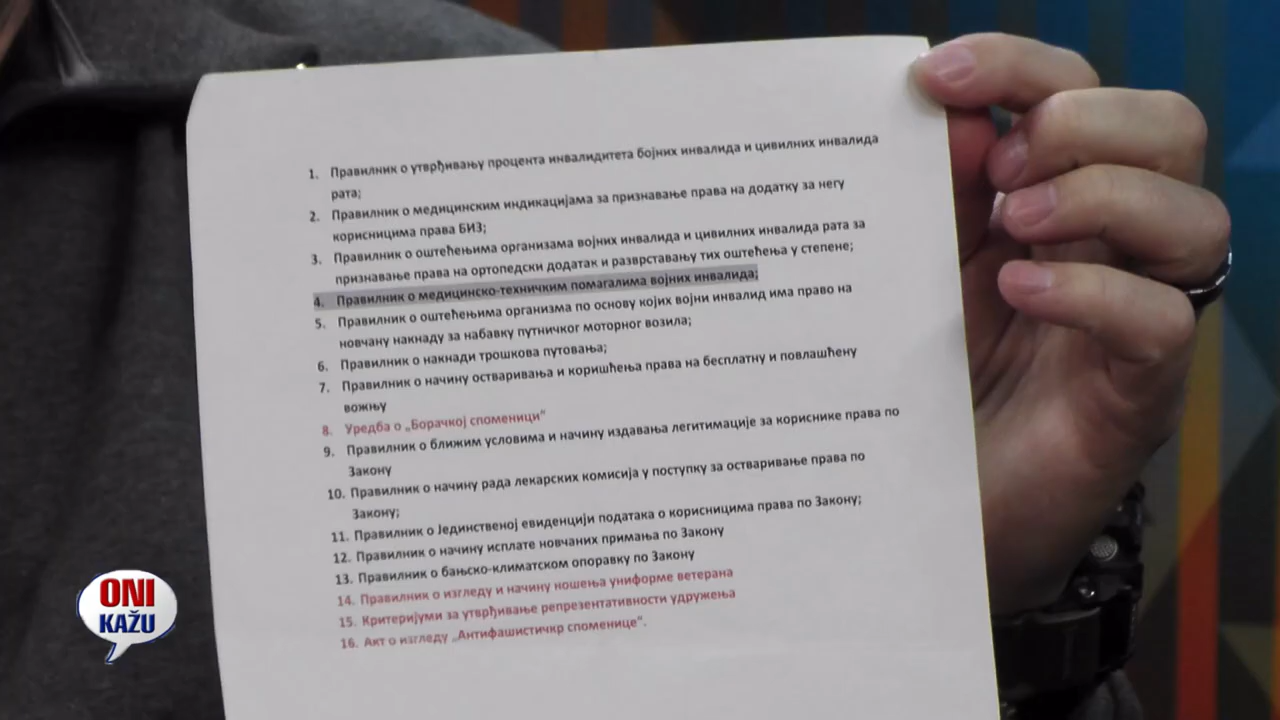 1. Правилник о утврђивању процента инвалидитета бојних инвалида и цивилних инвалида
рата;
2. Правилник о медицинским индикацијама за признавање права на додатку за негу
корисницима права БИЗ;
3. Правилник о оштећењима организама војних инвалида и цивилних инвалида рата за
признавање права на ортопедски додатак и разврставању тих оштећења у степене;
4. Правилник о медицинско-техничким помагалима војних инвалида;
5. Правилник о оштећењима организма по основу којих војни инвалид има право на
новчану накнаду за набавку путничког моторног возила;
6. Правилник о накнади трошкова путовања;
7. Правилник о начину остваривања и коришћења права на бесплатну и повлашћену
вожњу
8. Уредба о „Борачкој споменици“
9. Правилник о ближим условима и начину издавања легитимације за кориснике права по
Закону
10. Правилник о начину рада лекарских комисија у поступку за остваривање права по
Закону;
11. Правилник о Јединственој евиденцији података о корисницима права по Закону;
12. Правилник о начину исплате новчаних примања по Закону
13. Правилник о бањско-климатском опоравку по Закону
14. Правилник о изгледу и начину ношења униформе ветерана
15. Критеријуми за утврђивање репрезентативности удружења
16. Акт о изгледу „Антифашистичкр споменице“.
ONI
KAŽU